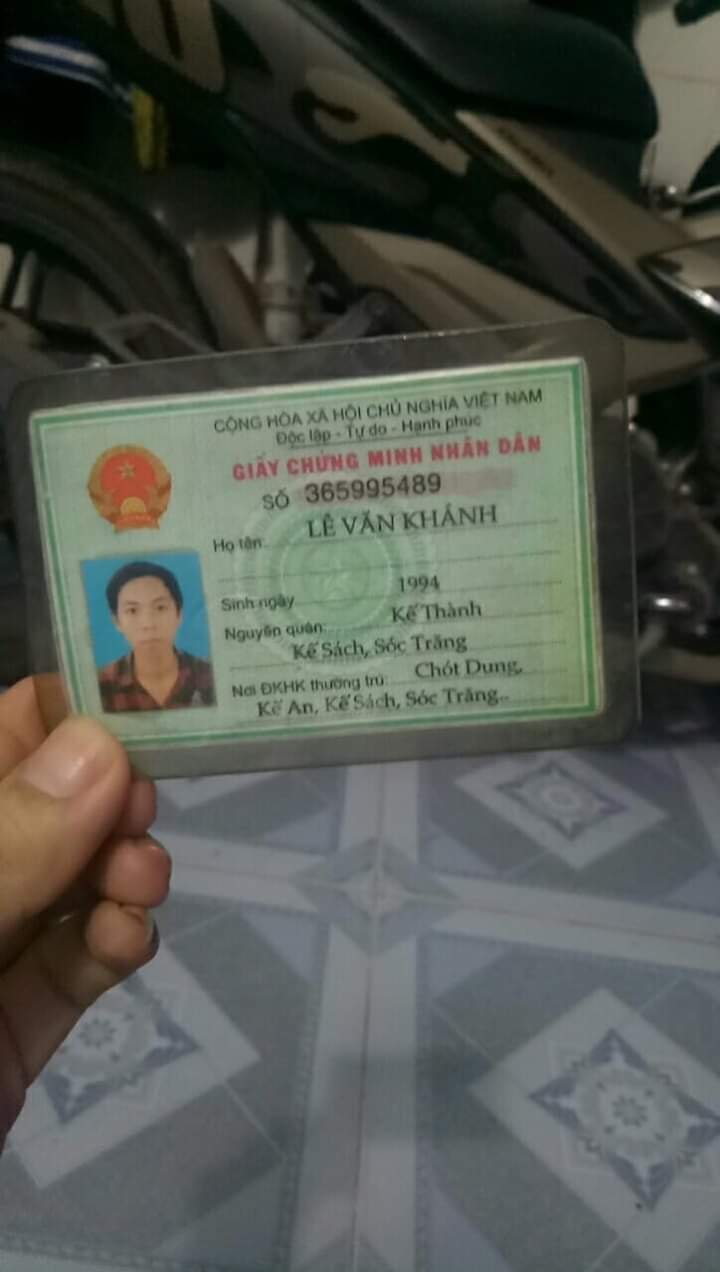 CỘNG HÒA XÃ HỘI CHỦ NGHĨA VIỆT NAM
Độc lập - Tự do - Hạnh phúc
GIẤY CHỨNG MINH NHÂN DÂN
SỐ 365995489
Họ tên: LÊ VĂN KHÁNH
Sinh ngày 1994
Nguyên quán: Kế Thành
Kế Sách, Sóc Trăng
Nơi ĐKHK thường trú: Chót Dung,
Kế An, Kế Sách, Sóc Trăng..